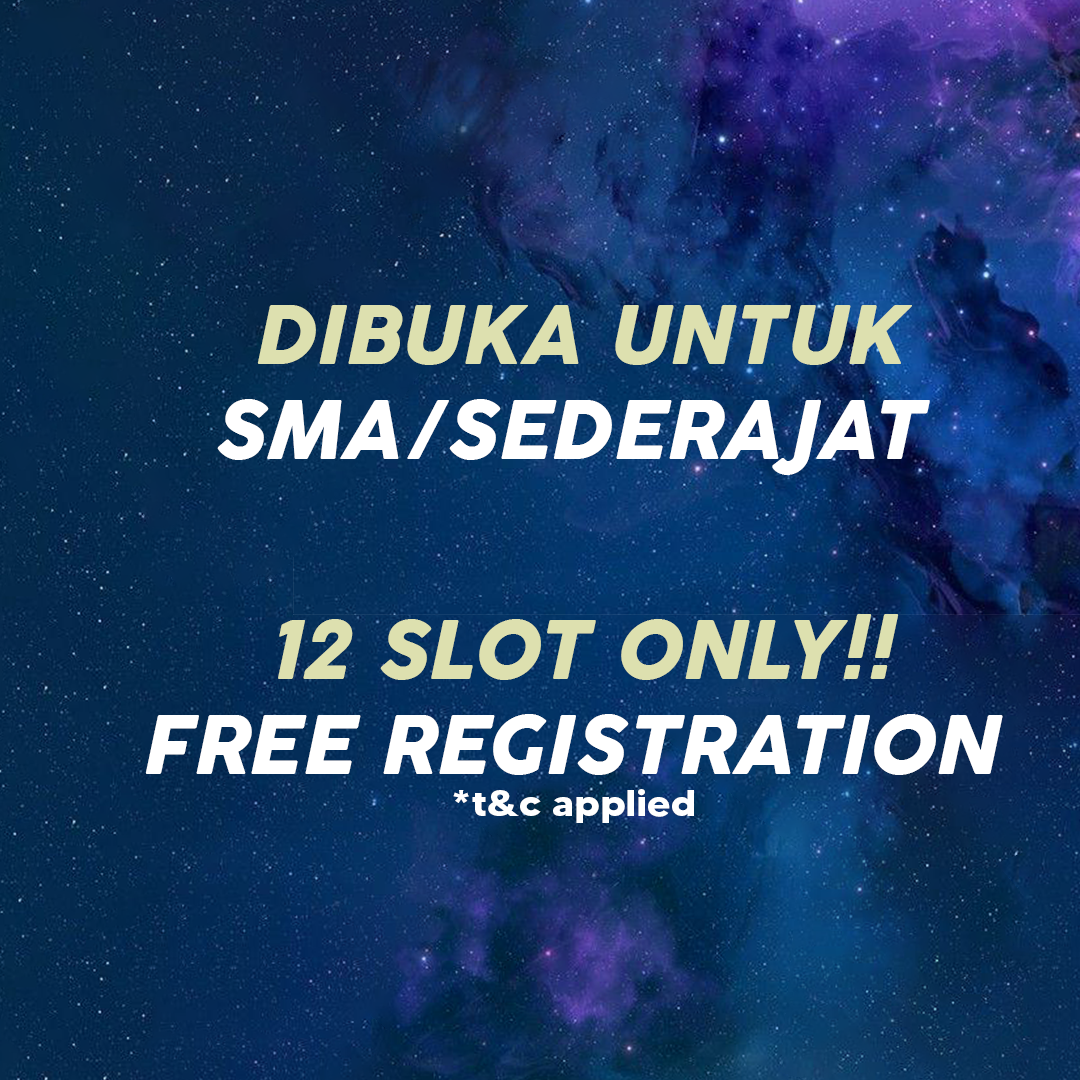 DIBUKA UNTUK
SMA/SEDERAJAT
12 SLOT ONLY!!
FREE REGISTRATION
*t&c applied